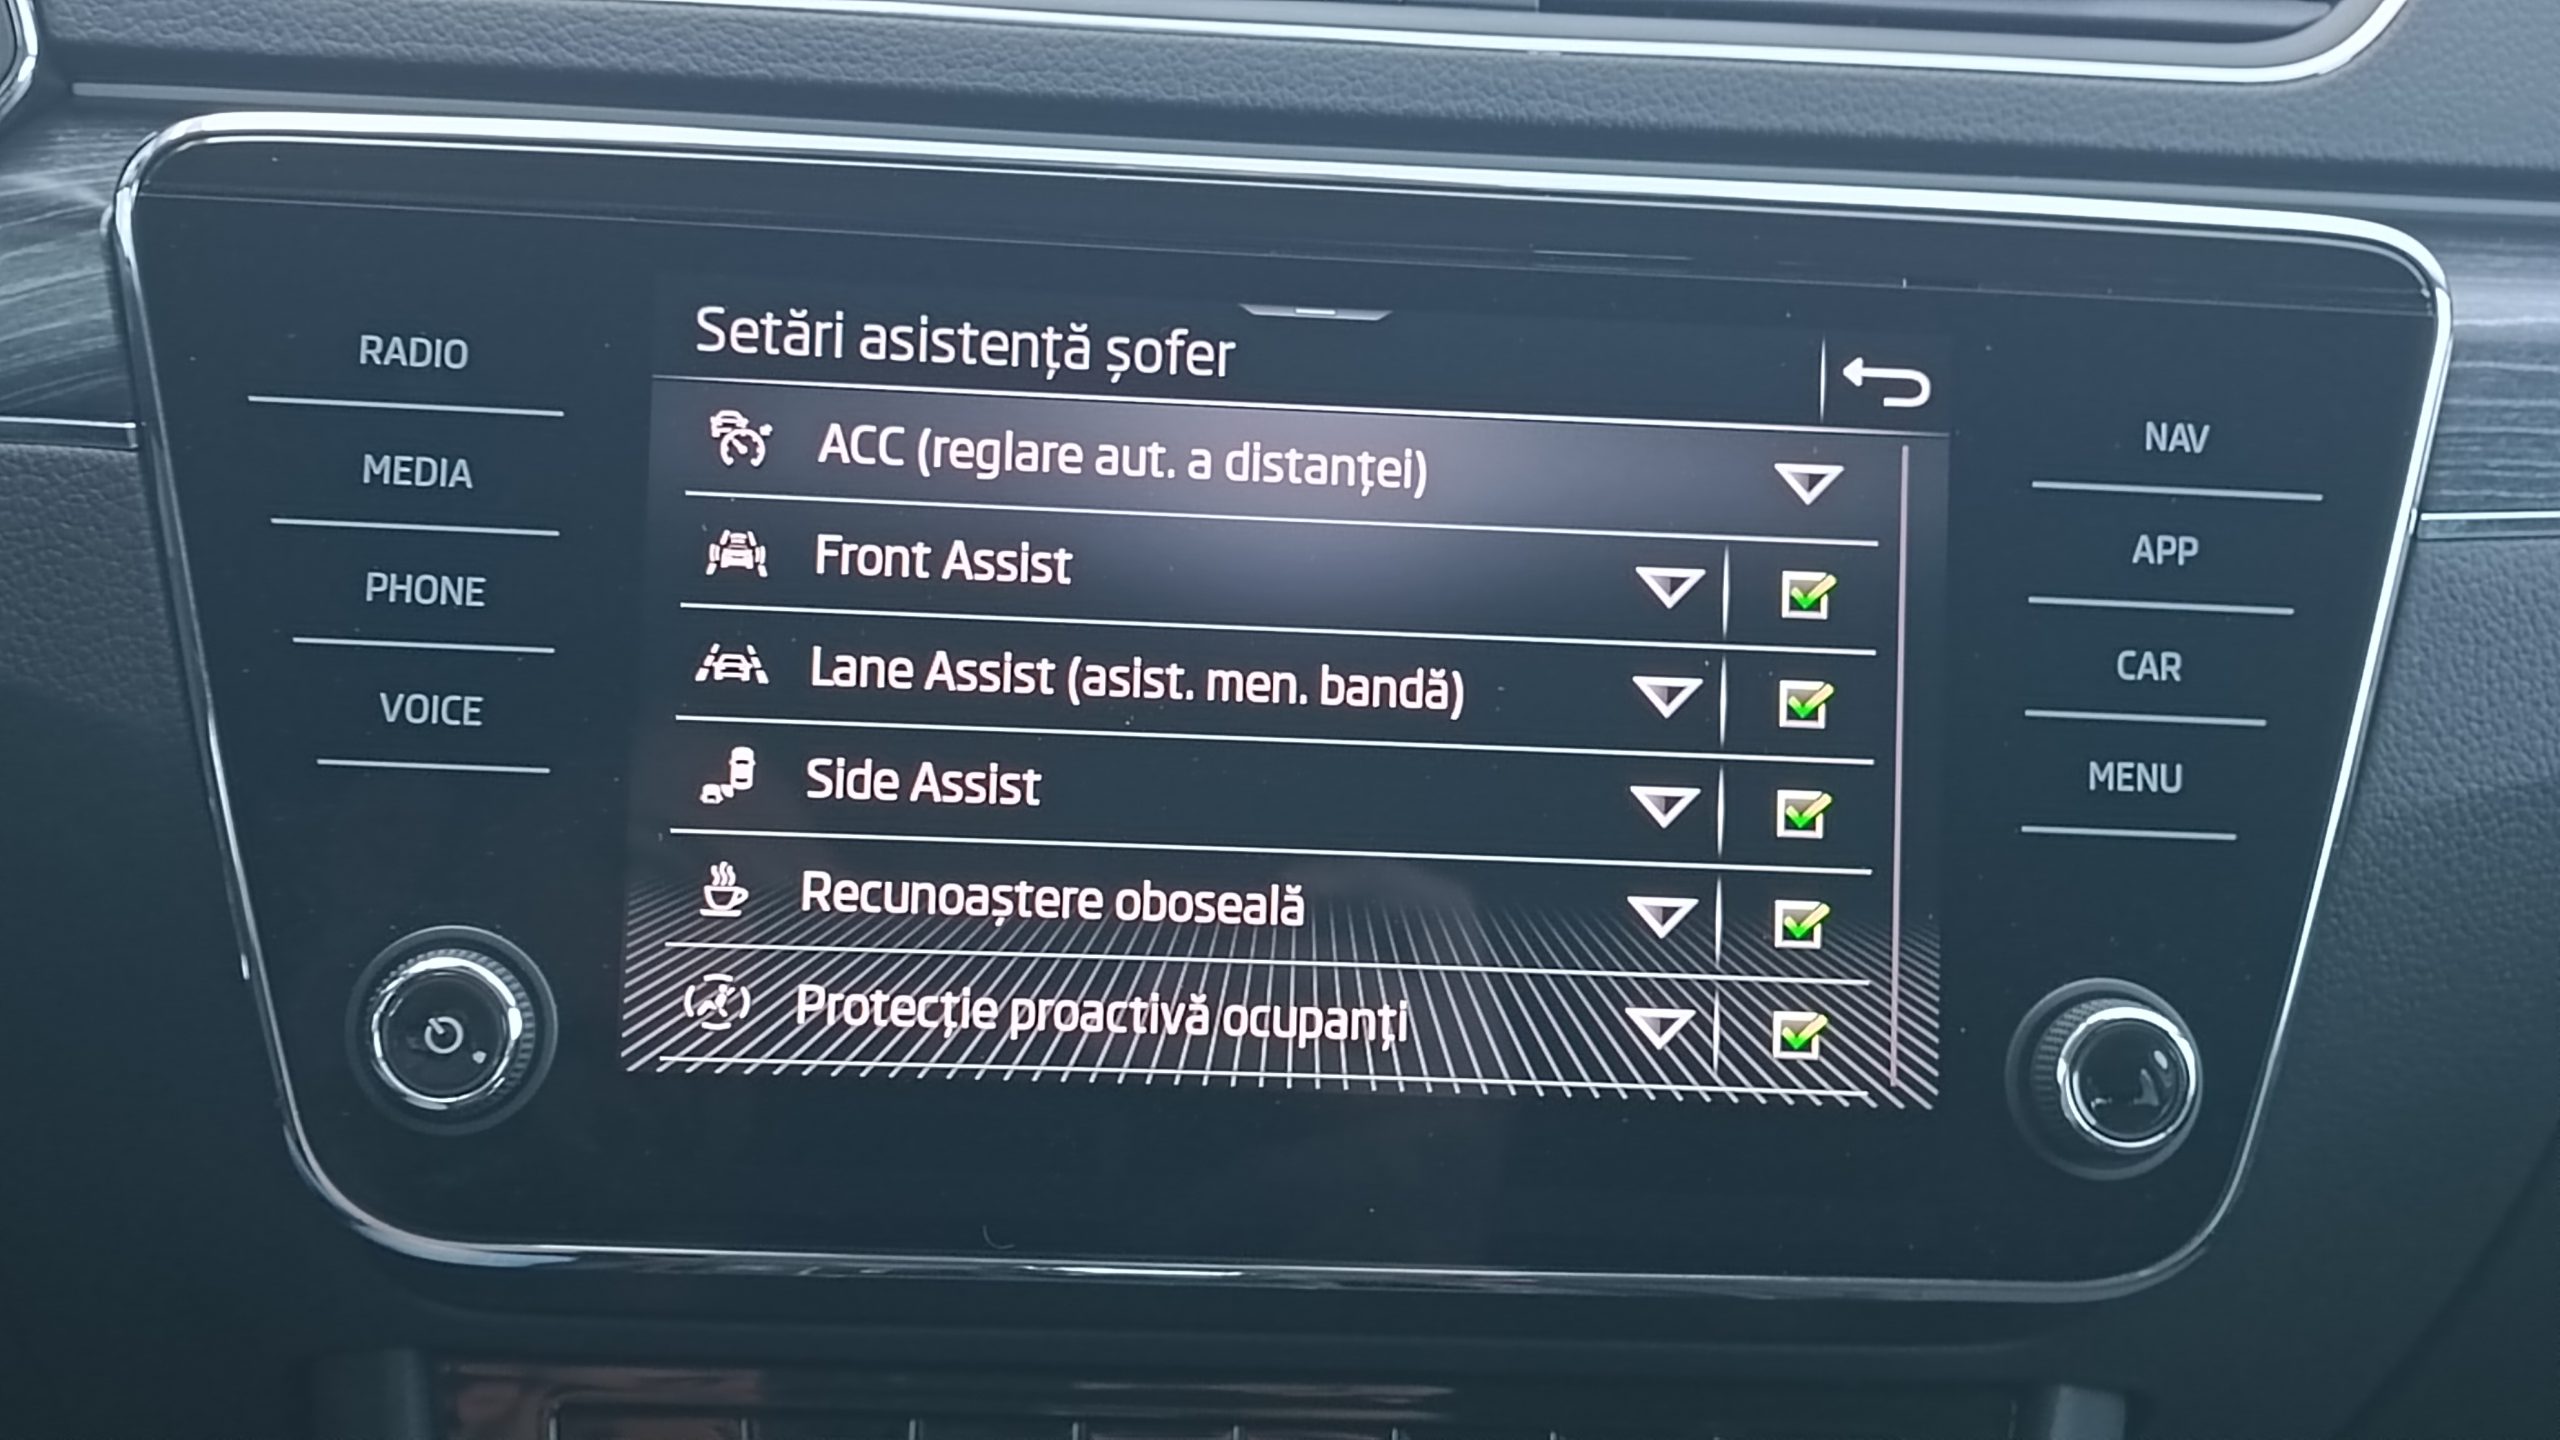 Setări asistență șofer
RADIO
MEDIA
PHONE
VOICE
ACC (reglare aut. a distanței)
Front Assist
Lane Assist (asist. men. bandă)
Side Assist
Recunoaștere oboseală
Protecție proactivă ocupanți
NAV
APP
CAR
MENU